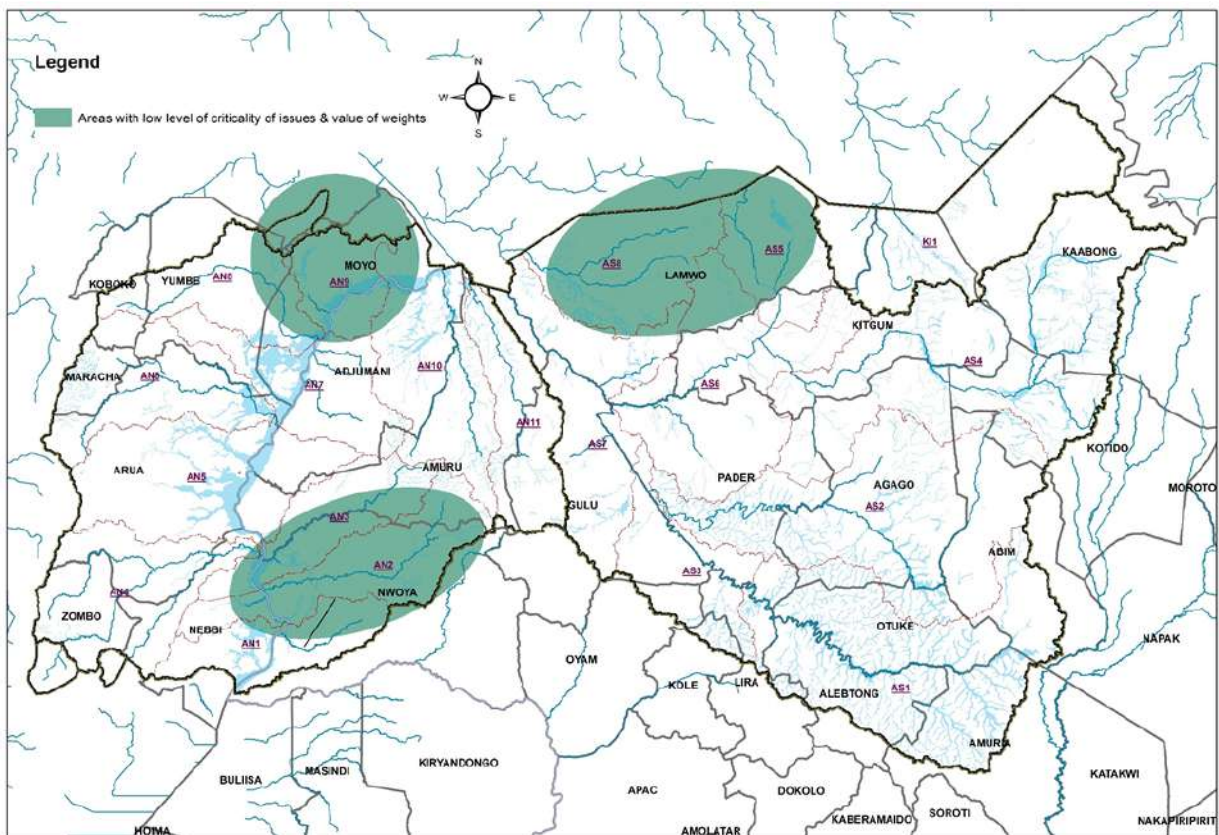 Legend
N
W E
S
Areas with low level of criticality of issues & value of weights
KI1
KAABONG
AS5
MOYO
AS8
LAMWO
YUMBE
AN8
AN9
KOBOKO
KITGUM
AS4
MARACHA
ADJUMANI
AN10
AN7
AS6
AN11
AS7
KOTIDO
AMURU
ARUA
AN5
PADER
AGAGO
MOROTO
GULU
AS2
AN3
ABIM
AN2
AS3
NWOYA
ZOMBO
NEBBI
OTUKE
NAPAK
AN1
OYAM
KOLE
LIRA
ALEBTONG
AS1
AMURIA
KIRYANDONGO
MASINDI
BULIISA
KATAKWI
APAC
DOKOLO
SOROTI
KABERAMAIDO
NAKAPIRIPIRIT
HOIMA
AMOLATAR